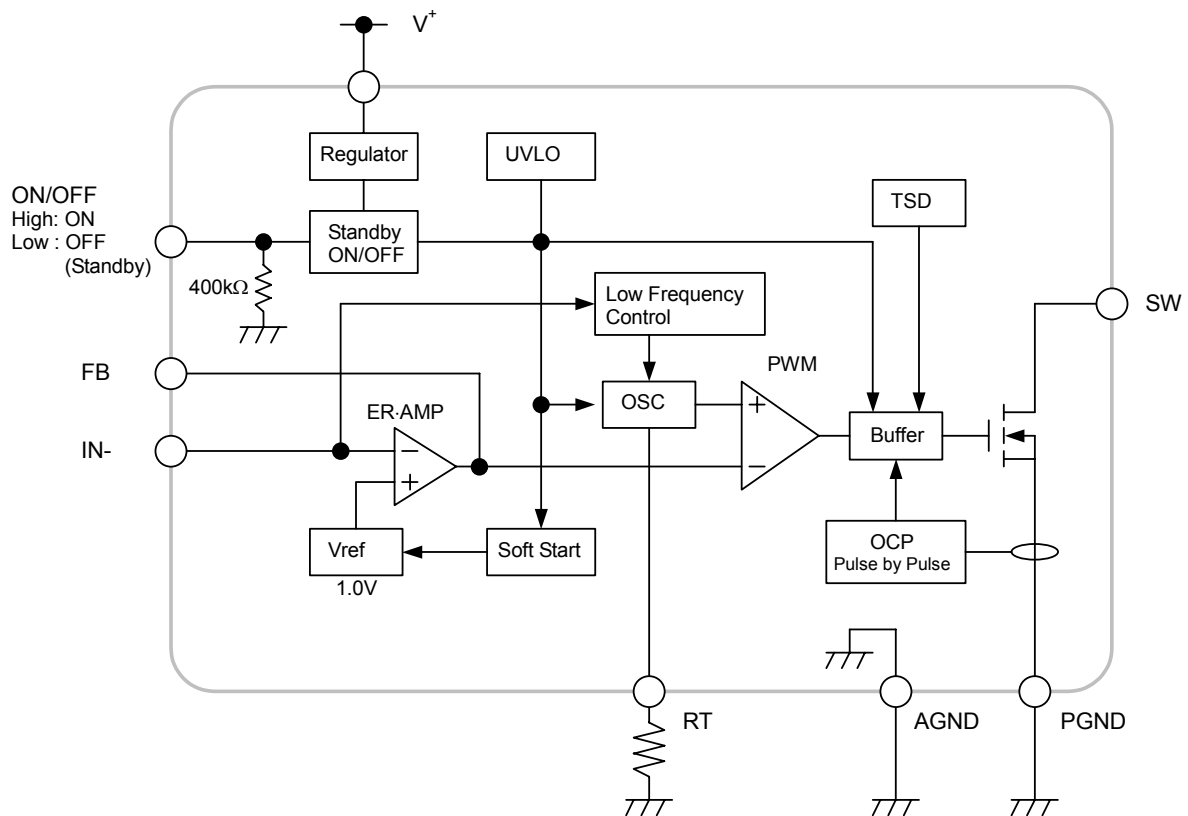 V+
Regulator
UVLO
ON/OFF
High: ON
Low : OFF
(Standby)
Standby
ON/OFF
TSD
400kΩ
Low Frequency
Control
SW
FB
PWM
OSC
ER·AMP
+
Buffer
IN-
−
+
−
Vref
Soft Start
OCP
Pulse by Pulse
1.0V
RT
AGND
PGND